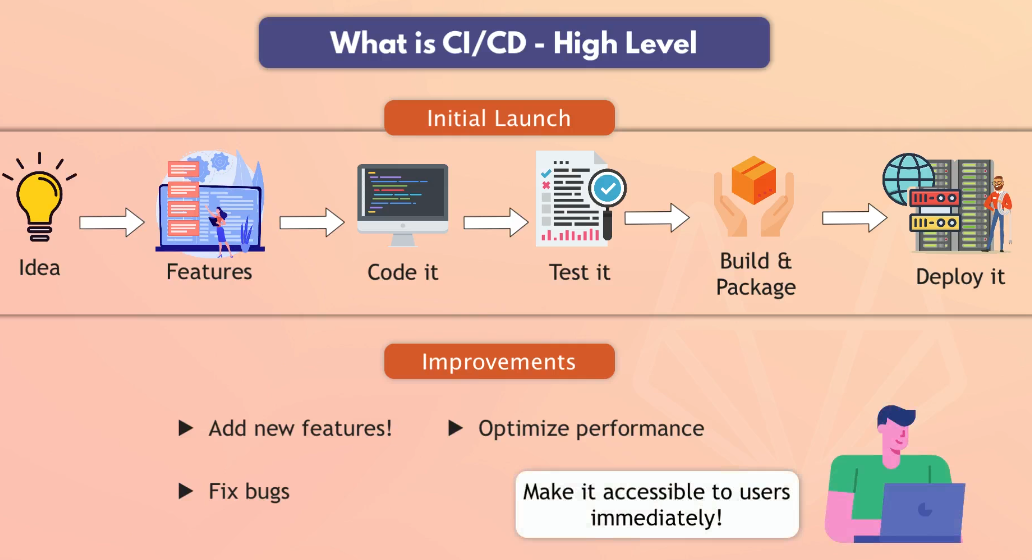 What is CI/CD - High Level
Initial Launch
Idea
Features
Code it
Test it
Build &
Package
Deploy it
Improvements
▶ Add new features!
▶ Optimize performance
▶ Fix bugs
Make it accessible to users
immediately!